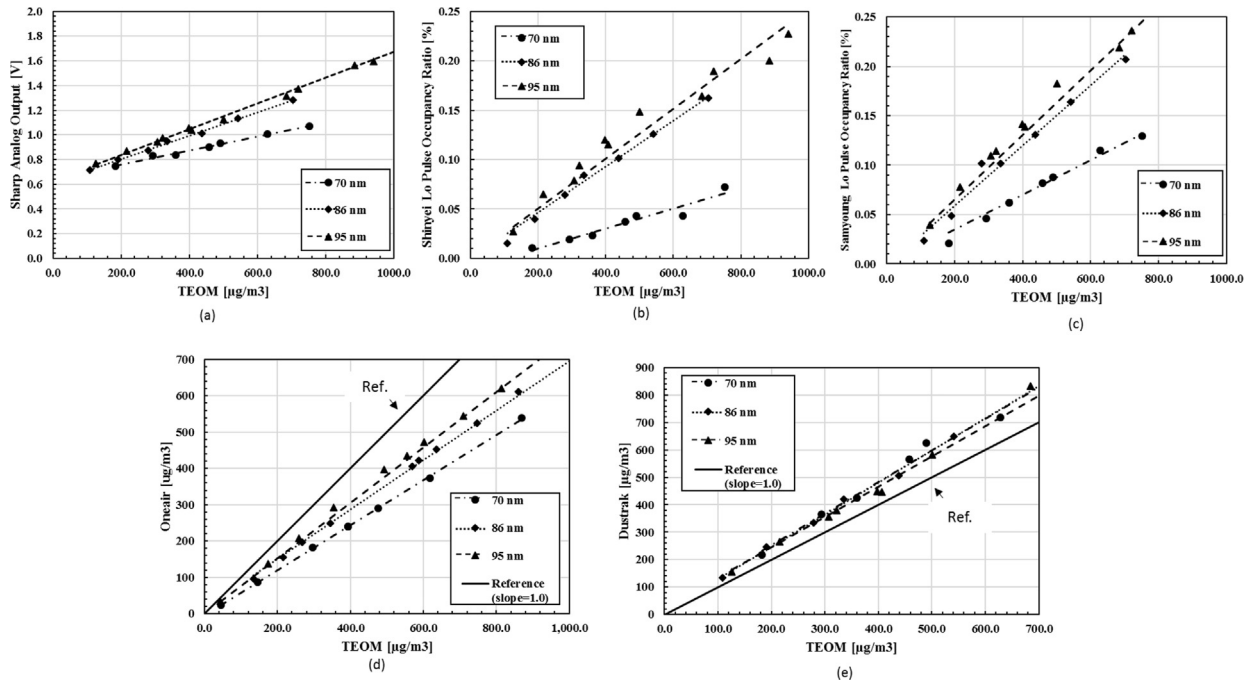 2.0
1.8
1.6
1.4
1.2
1.0
0.8
0.6
0.4
0.2
0.0
Sharp Analog Output [V]
70 nm
86 nm
95 nm
0.0 200.0 400.0 600.0 800.0 1000.0
TEOM [µg/m3]
(a)
0.25
0.20
0.15
0.10
0.05
0.00
Shinyei Lo Pulse Occupancy Ratio [%]
70 nm
86 nm
95 nm
0.0 200.0 400.0 600.0 800.0 1000.0
TEOM [µg/m3]
(b)
0.25
0.20
0.15
0.10
0.05
0.00
Samyoung Lo Pulse Occupancy Ratio [%]
70 nm
86 nm
95 nm
0.0 200.0 400.0 600.0 800.0 1000.0
TEOM [µg/m3]
(c)
700
600
500
400
300
200
100
0
Oneair [ug/m3]
Ref.
70 nm
86 nm
95 nm
Reference
(slope=1.0)
0.0 200.0 400.0 600.0 800.0 1,000.0
TEOM [µg/m3]
(d)
900
800
700
600
500
400
300
200
100
0
Dustrak [µg/m3]
70 nm
86 nm
95 nm
Reference
(slope=1.0)
Ref.
0.0 100.0 200.0 300.0 400.0 500.0 600.0 700.0
TEOM [µg/m3]
(e)